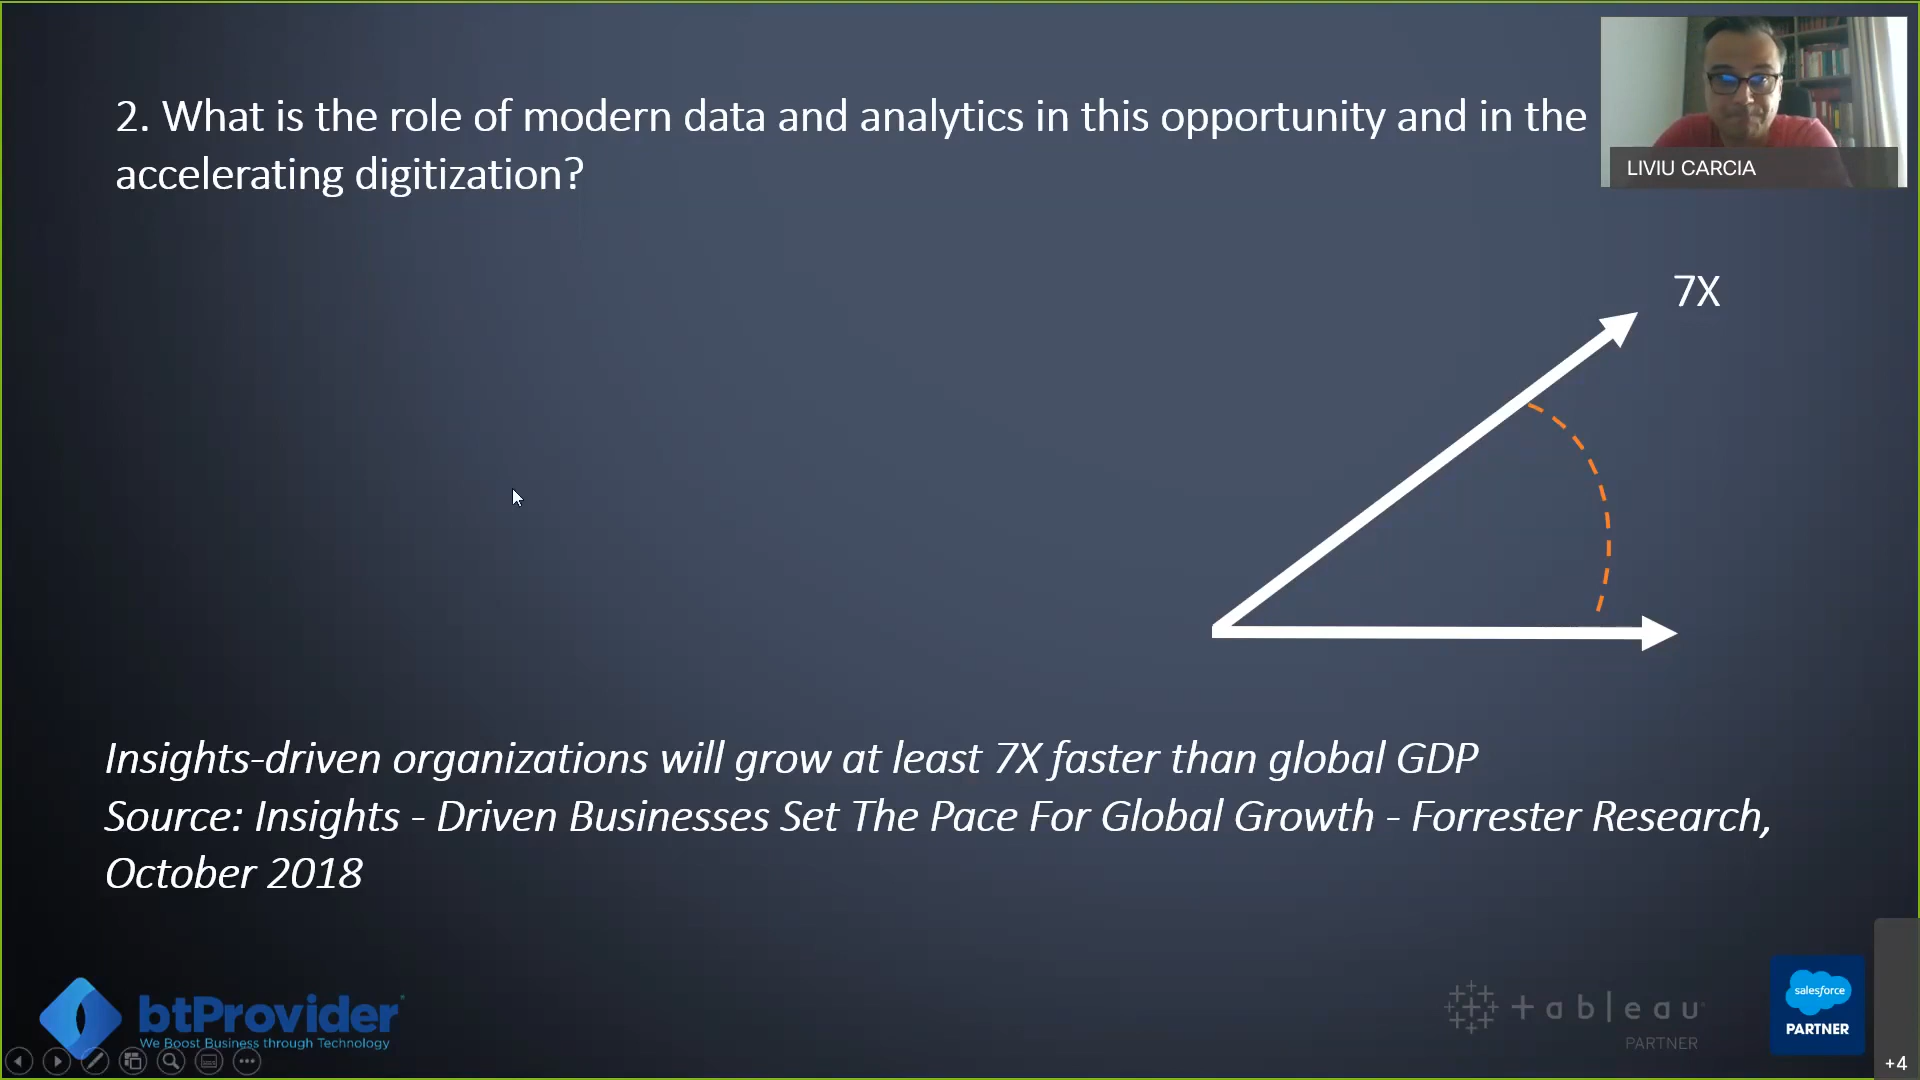 2. What is the role of modern data and analytics in this opportunity and in the
accelerating digitization?
LIVIU CARCIA
7X
Insights-driven organizations will grow at least 7X faster than global GDP
Source: Insights - Driven Businesses Set The Pace For Global Growth - Forrester Research,
October 2018
btProvider
We Boost Business through Technology
+ a b | e a u
PARTNER
salesforce
PARTNER
+4